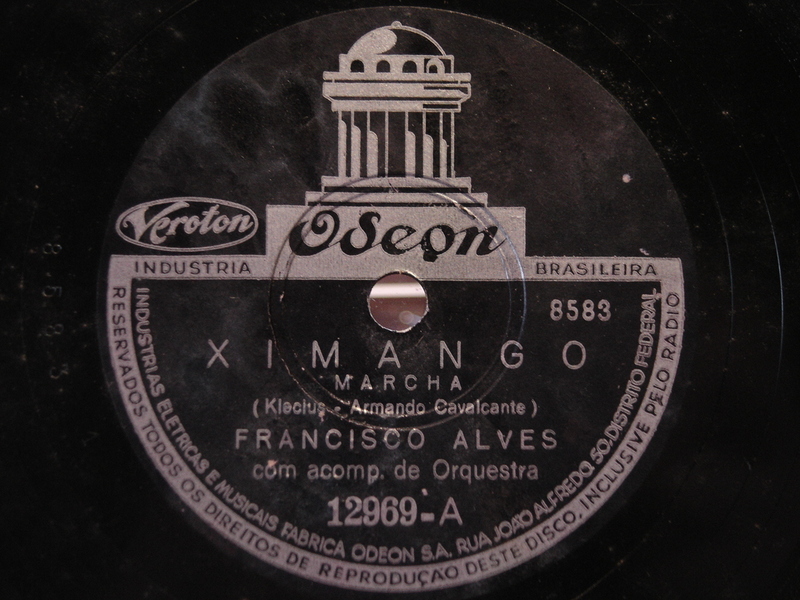 Veroton
Odeon
INDUSTRIA BRASILEIRA
8583
XIMANGO
MARCHA
(Klecius - Armando Cavalcante)
FRANCISCO ALVES
com acomp. de Orquestra
12969-A
INDUSTRIAS ELETRICAS E MUSICAIS FABRICA ODEON S.A. RUA JOÃO ALFREDO 50, DISTRITO FEDERAL
RESERVADOS TODOS OS DIREITOS DE REPRODUÇÃO DESTE DISCO, INCLUSIVE PELO RADIO